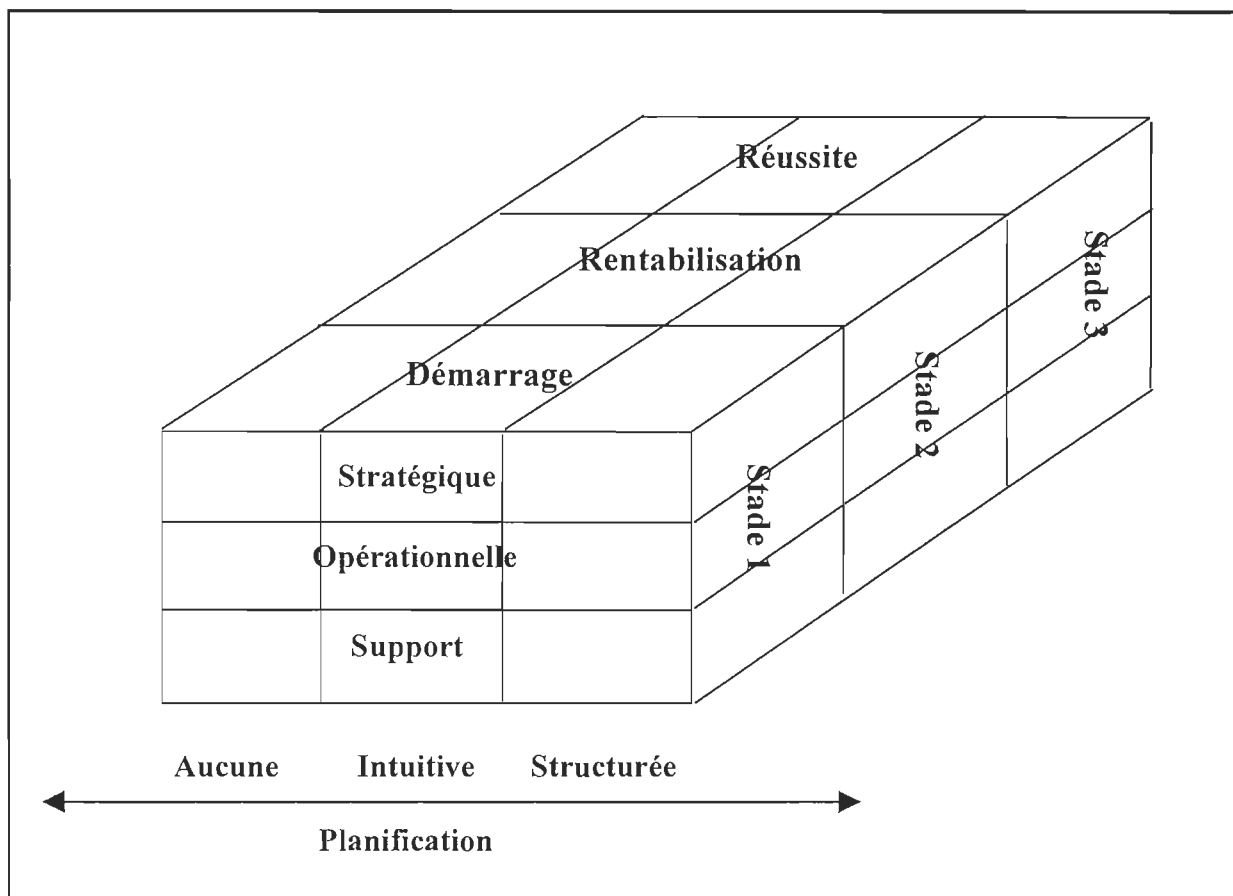 Réussite
Rentabilisation
Démarrage
Stade 3
Stade 2
Stade 1
Stratégique
Opérationnelle
Support
Aucune Intuitive Structurée
Planification